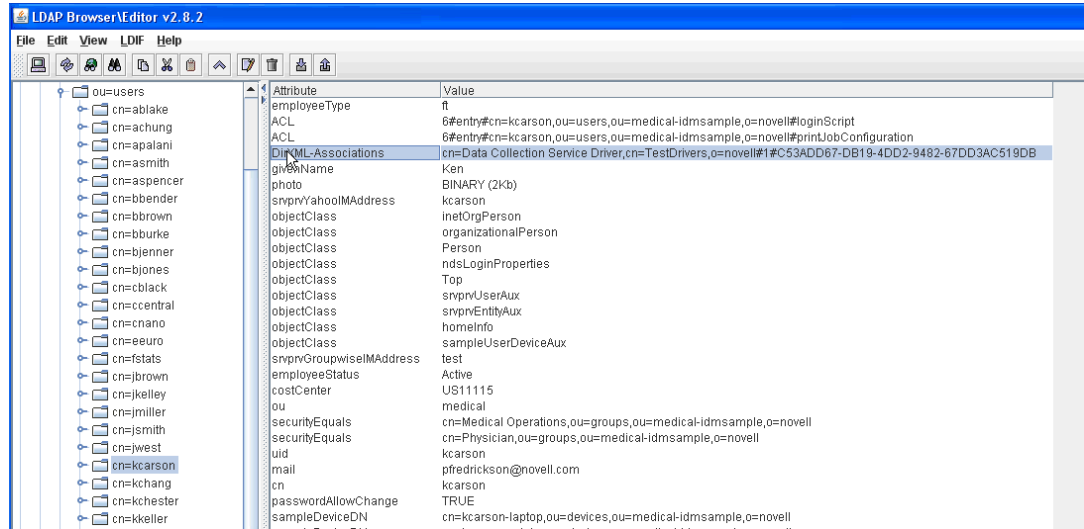 LDAP Browser\Editor v2.8.2
File Edit View LDIF Help
ou=users
cn=ablake
cn=achung
cn=apalani
cn=asmith
cn=aspencer
cn=bbender
cn=bbrown
cn=bburke
cn=bjenner
cn=bjones
cn=cblack
cn=ccentral
cn=cnano
cn=eeuro
cn=fstats
cn=jbrown
cn=jkelley
cn=jmiller
cn=jsmith
cn=jwest
cn=kcarson
cn=kchang
cn=kchester
cn=kkeller
Attribute Value
employeeType ft
ACL 6#entry#cn=kcarson,ou=users,ou=medical-idmsample,o=novell#loginScript
ACL 6#entry#cn=kcarson,ou=users,ou=medical-idmsample,o=novell#printJobConfiguration
DirXML-Associations cn=Data Collection Service Driver,cn=TestDrivers,o=novell#1#C53ADD67-DB19-4DD2-9482-67DD3AC519DB
givenName Ken
photo BINARY (2Kb)
srvprvYahooIMAddress kcarson
objectClass inetOrgPerson
objectClass organizationalPerson
objectClass Person
objectClass ndsLoginProperties
objectClass Top
objectClass srvprvUserAux
objectClass srvprvEntityAux
objectClass homeInfo
objectClass sampleUserDeviceAux
srvprvGroupwiseIMAddress test
employeeStatus Active
costCenter US11115
ou medical
securityEquals cn=Medical Operations,ou=groups,ou=medical-idmsample,o=novell
securityEquals cn=Physician,ou=groups,ou=medical-idmsample,o=novell
uid kcarson
mail pfredrickson@novell.com
cn kcarson
passwordAllowChange TRUE
sampleDeviceDN cn=kcarson-laptop,ou=devices,ou=medical-idmsample,o=novell